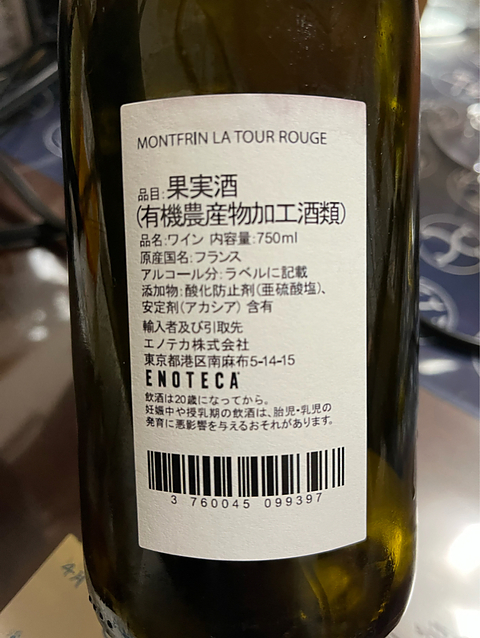 MONTFRIN LA TOUR ROUGE
品目:果実酒
(有機農産物加工酒類)
品名:ワイン 内容量:750ml
原産国名:フランス
アルコール分:ラベルに記載
添加物:酸化防止剤(亜硫酸塩)、
安定剤(アカシア) 含有
輸入者及び引取先
エノテカ株式会社
東京都港区南麻布5-14-15
ENOTECA
飲酒は20歳になってから。
妊娠中や授乳期の飲酒は、胎児・乳児の
発育に悪影響を与えるおそれがあります。
3 760045 099397